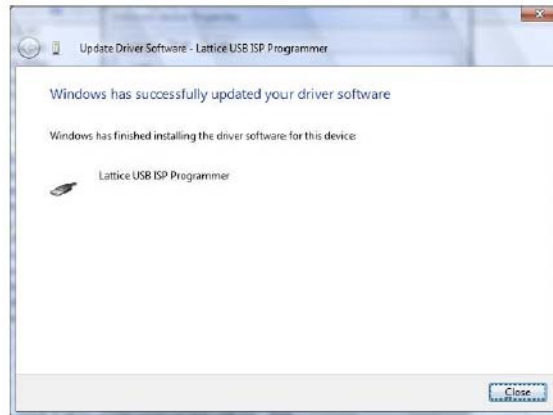 Update Driver Software - Lattice USB ISP Programmer
Windows has successfully updated your driver software
Windows has finished installing the driver software for this device:
Lattice USB ISP Programmer
Close